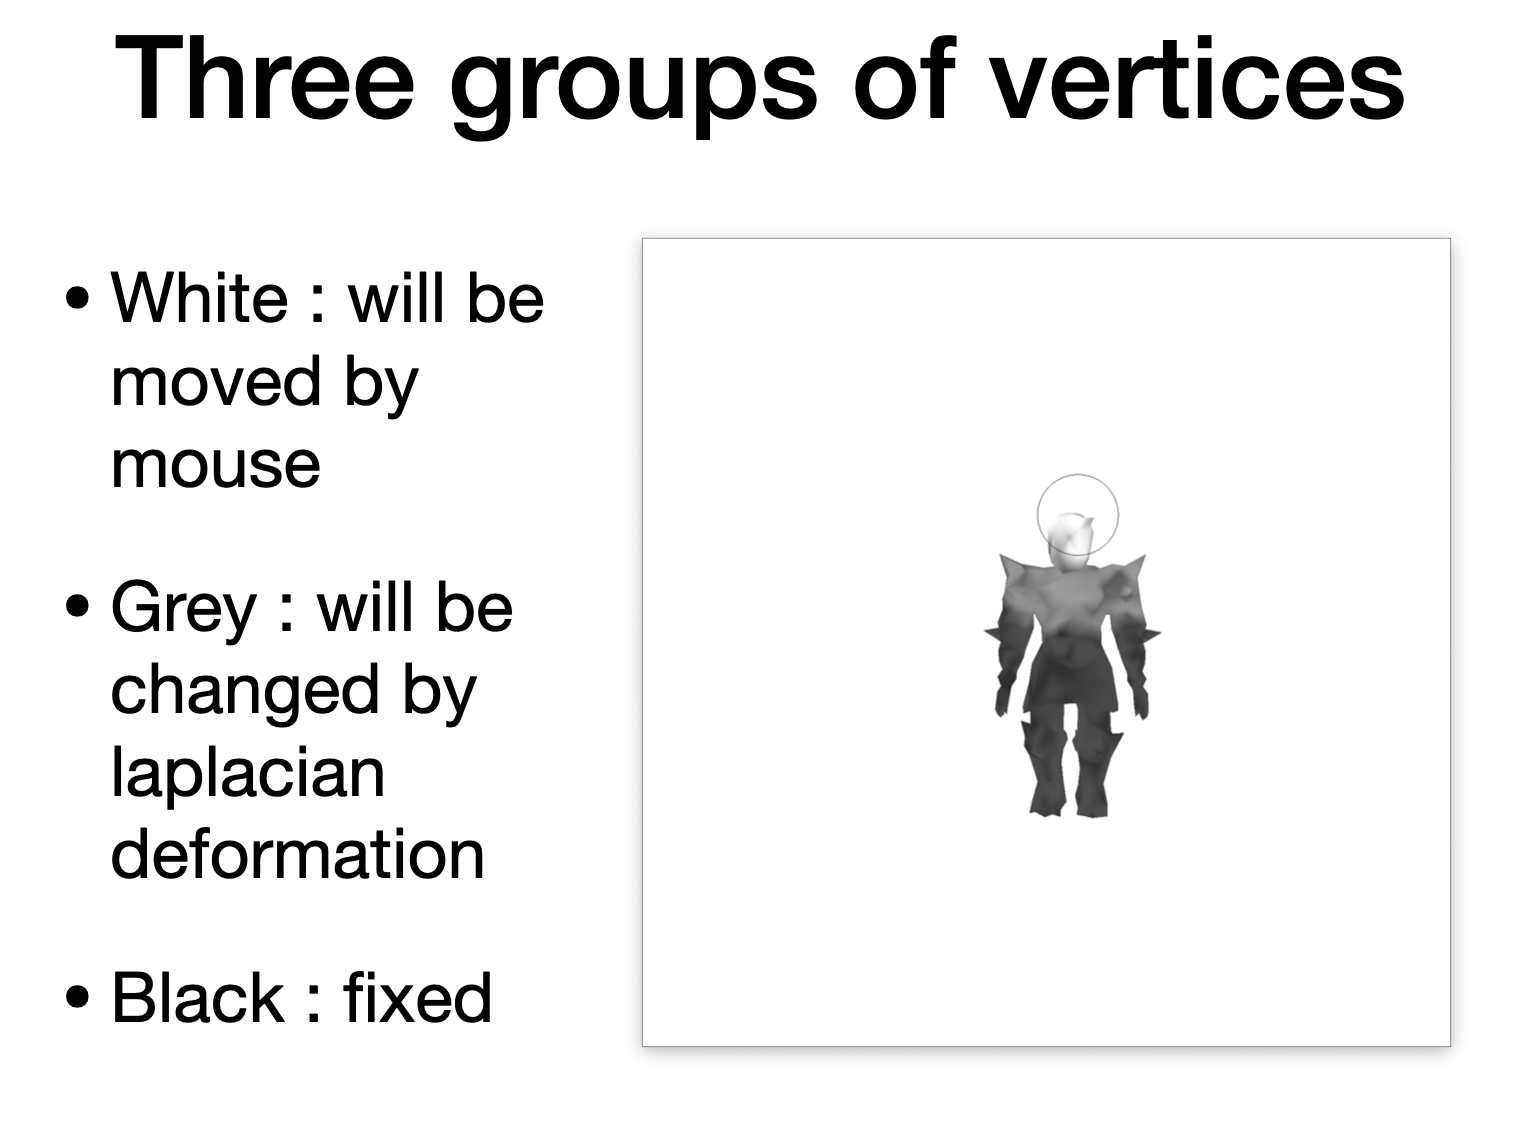 Three groups of vertices
• White : will be
moved by
mouse
• Grey : will be
changed by
laplacian
deformation
• Black : fixed